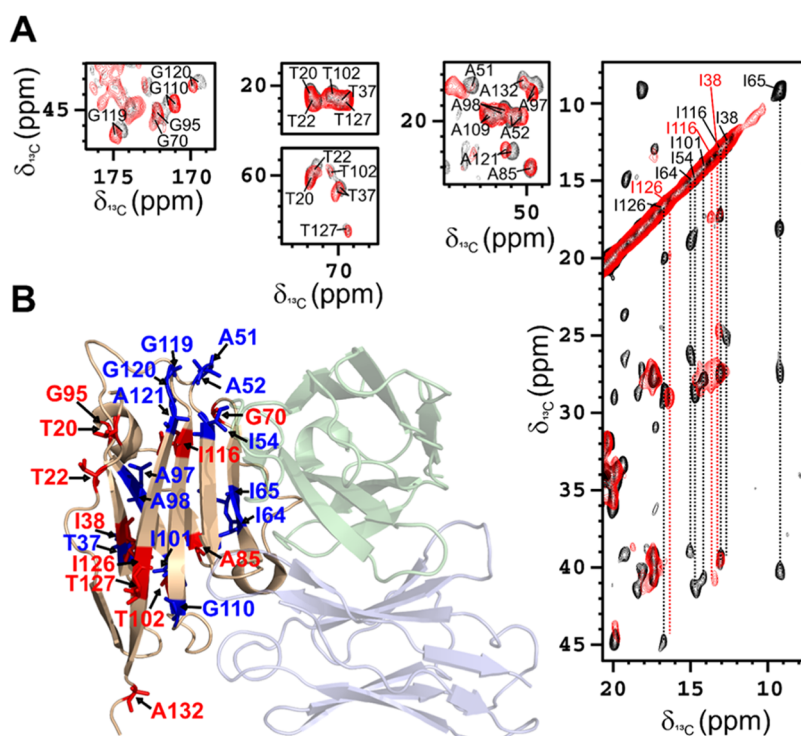 A
G120
G110
G119
G95
G70
45
175 170
δ13C (ppm)
δ13C (ppm)
T20 T102
T37
T22 T127
20
T22
T102
T20 T37
T127
60
70
δ13C (ppm)
A51
A132
A98 A97
A109 A52
A121
A85
20
50
δ13C (ppm)
δ13C (ppm)
I65
I38
I116 I38
I116 I101
I54
I64
I126
I126
10
15
20
25
30
35
40
45
20 15 10
δ13C (ppm)
δ13C (ppm)
B
G119 A51
G120
A121 A52
G95 G70
T20 I54
I116
T22 A97
A98 I65
I64
I38 I101
T37
I126 A85
T127
T102 G110
A132